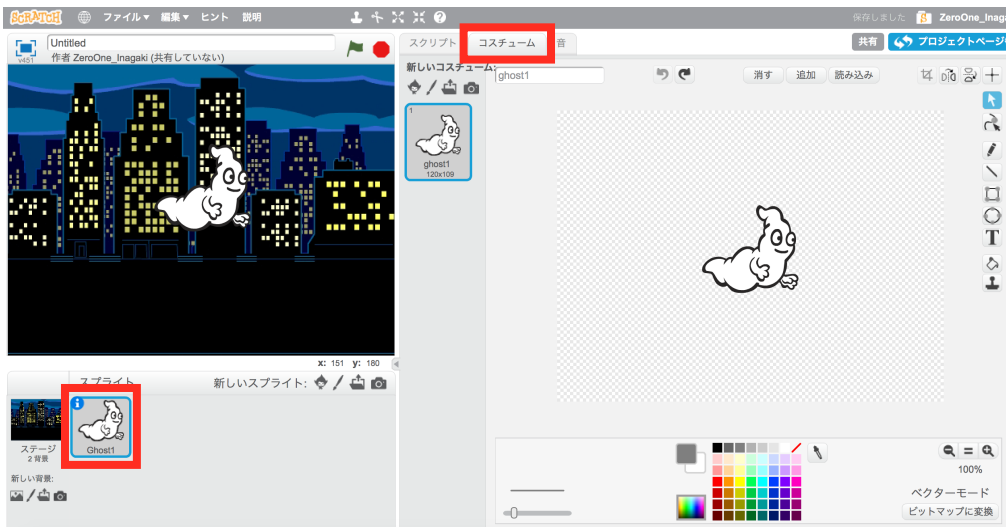 SCRATCH ファイル▼ 編集▼ ヒント 説明 保存しました ZeroOne_Inaga
v451 Untitled
作者 ZeroOne_Inagaki (共有していない)
スクリプト コスチューム 音 共有 プロジェクトページ
新しいコスチューム:
ghost1 消す 追加 読み込み
1
ghost1
120x109
x: 151 y: 180
スプライト 新しいスプライト:
ステージ
2 背景
Ghost1
新しい背景:
T
100%
ベクターモード
ビットマップに変換